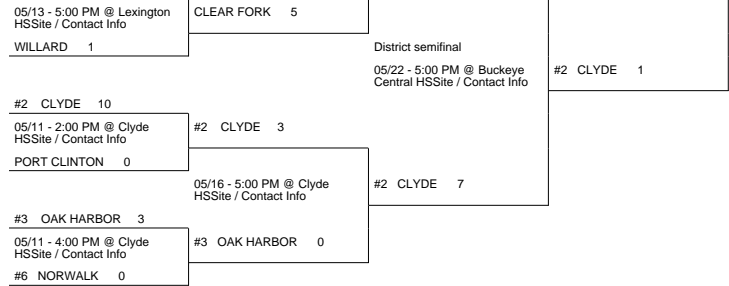 05/13 - 5:00 PM @ Lexington
HSSite / Contact Info
CLEAR FORK 5
WILLARD 1
District semifinal
05/22 - 5:00 PM @ Buckeye
Central HSSite / Contact Info
#2 CLYDE 1
#2 CLYDE 10
05/11 - 2:00 PM @ Clyde
HSSite / Contact Info
#2 CLYDE 3
PORT CLINTON 0
05/16 - 5:00 PM @ Clyde
HSSite / Contact Info
#2 CLYDE 7
#3 OAK HARBOR 3
05/11 - 4:00 PM @ Clyde
HSSite / Contact Info
#3 OAK HARBOR 0
#6 NORWALK 0